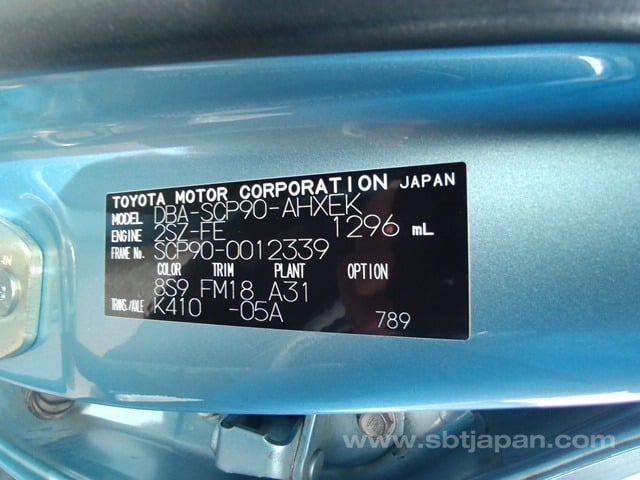 TOYOTA MOTOR CORPORATION JAPAN
MODEL DBA-SCP90-AHXEK
ENGINE 2SZ-FE 1296 mL
FRAME No. SCP90-0012339
COLOR TRIM PLANT OPTION
8S9 FM18 A31
TRANS./AXLE K410 -05A
789
-IN
www.sbtjapan.com